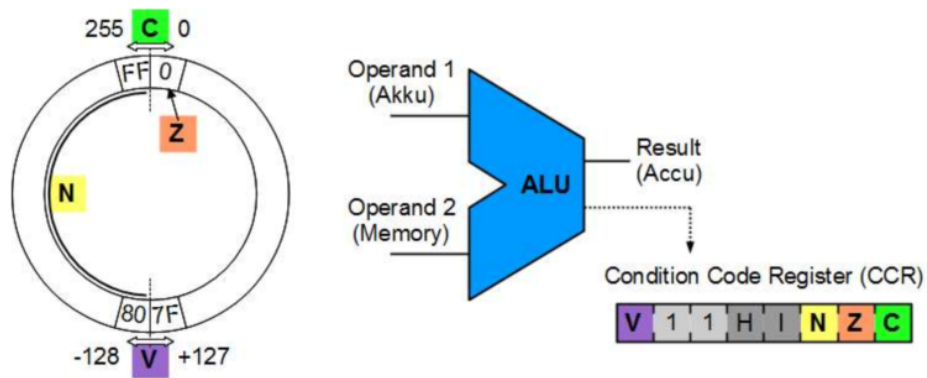 255 C 0
FF 0
Z
N
80 7F
-128 V +127
Operand 1
(Akku)
Operand 2
(Memory)
ALU
Result
(Accu)
Condition Code Register (CCR)
V 1 1 H I N Z C